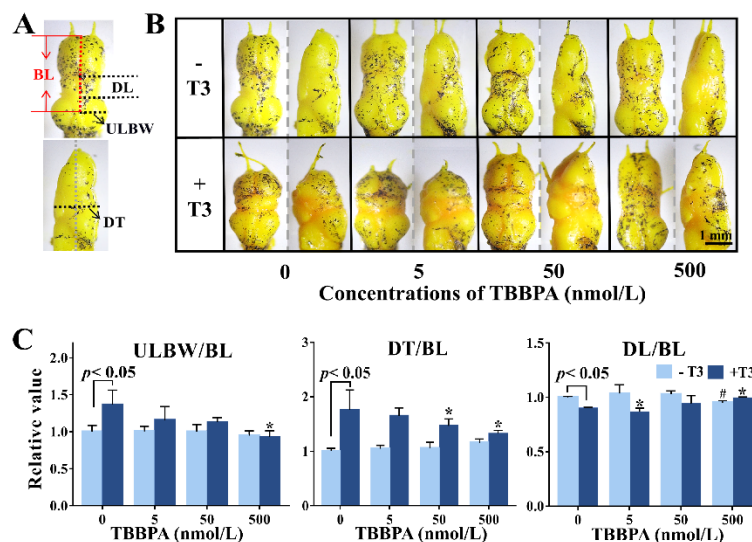 A
BL
DL
ULBW
DT
B
-
T3
+
T3
1 mm
0 5 50 500
Concentrations of TBBPA (nmol/L)
C
ULBW/BL
DT/BL
DL/BL
Relative value
2.0
1.5
1.0
0.5
0.0
p < 0.05
*
0 5 50 500
TBBPA (nmol/L)
3
2
1
0
p < 0.05
*
*
0 5 50 500
TBBPA (nmol/L)
1.5
1.0
0.5
0.0
p < 0.05
- T3 +T3
*
#
*
0 5 50 500
TBBPA (nmol/L)